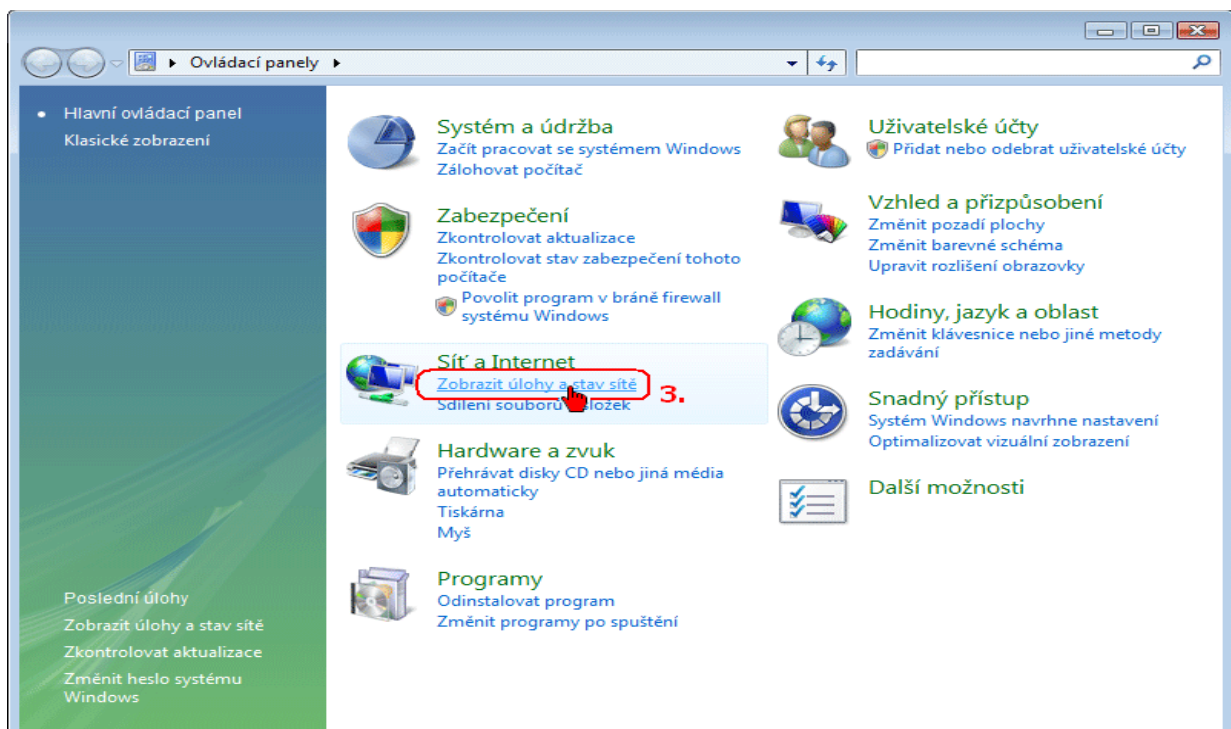 Ovládací panely
Hlavní ovládací panel
Klasické zobrazení
Systém a údržba
Začít pracovat se systémem Windows
Zálohovat počítač
Zabezpečení
Zkontrolovat aktualizace
Zkontrolovat stav zabezpečení tohoto
počítače
Povolit program v bráně firewall
systému Windows
Síť a Internet
Zobrazit úlohy a stav sítě
3.
Sdílení souborů složek
Hardware a zvuk
Přehrávat disky CD nebo jiná média
automaticky
Tiskárna
Myš
Programy
Odinstalovat program
Změnit programy po spuštění
Uživatelské účty
Přidat nebo odebrat uživatelské účty
Vzhled a přizpůsobení
Změnit pozadí plochy
Změnit barevné schéma
Upravit rozlišení obrazovky
Hodiny, jazyk a oblast
Změnit klávesnice nebo jiné metody
zadávání
Snadný přístup
Systém Windows navrhne nastavení
Optimalizovat vizuální zobrazení
Další možnosti
Poslední úlohy
Zobrazit úlohy a stav sítě
Zkontrolovat aktualizace
Změnit heslo systému
Windows